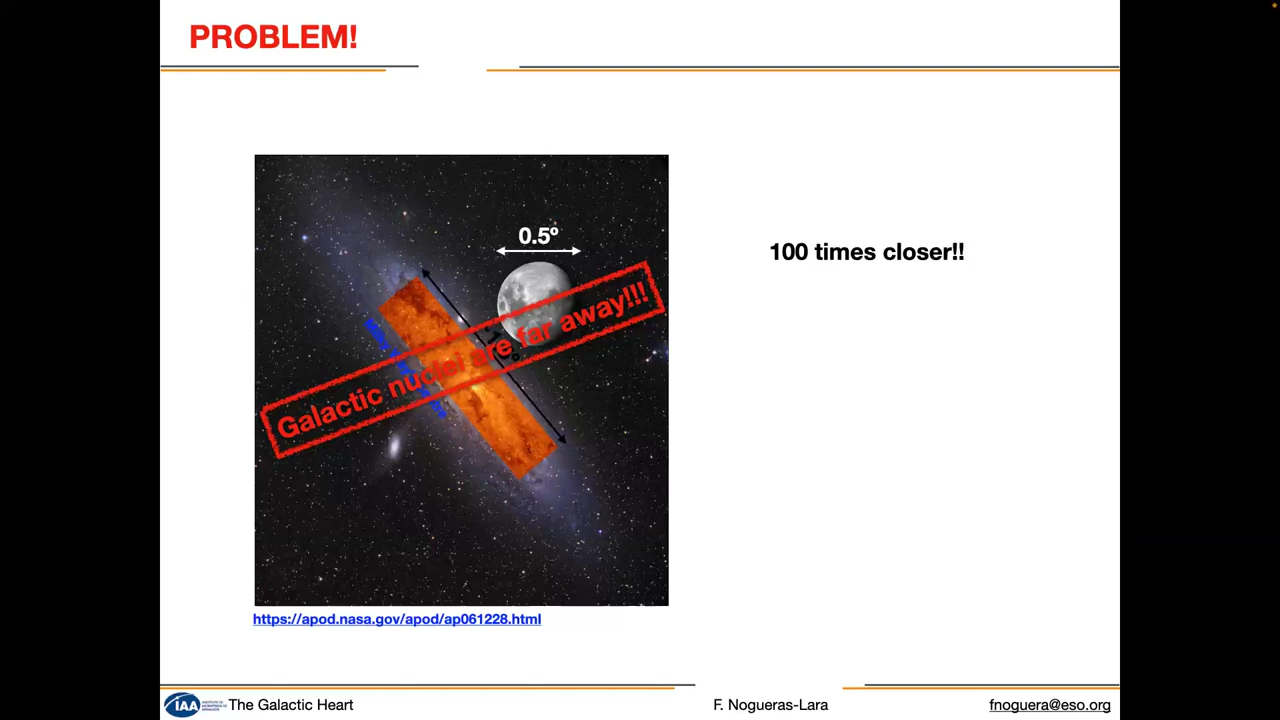 PROBLEM!
0.5º
100 times closer!!
Galactic nuclei are far away!!!
https://apod.nasa.gov/apod/ap061228.html
IAA
The Galactic Heart
F. Nogueras-Lara
fnoguera@eso.org